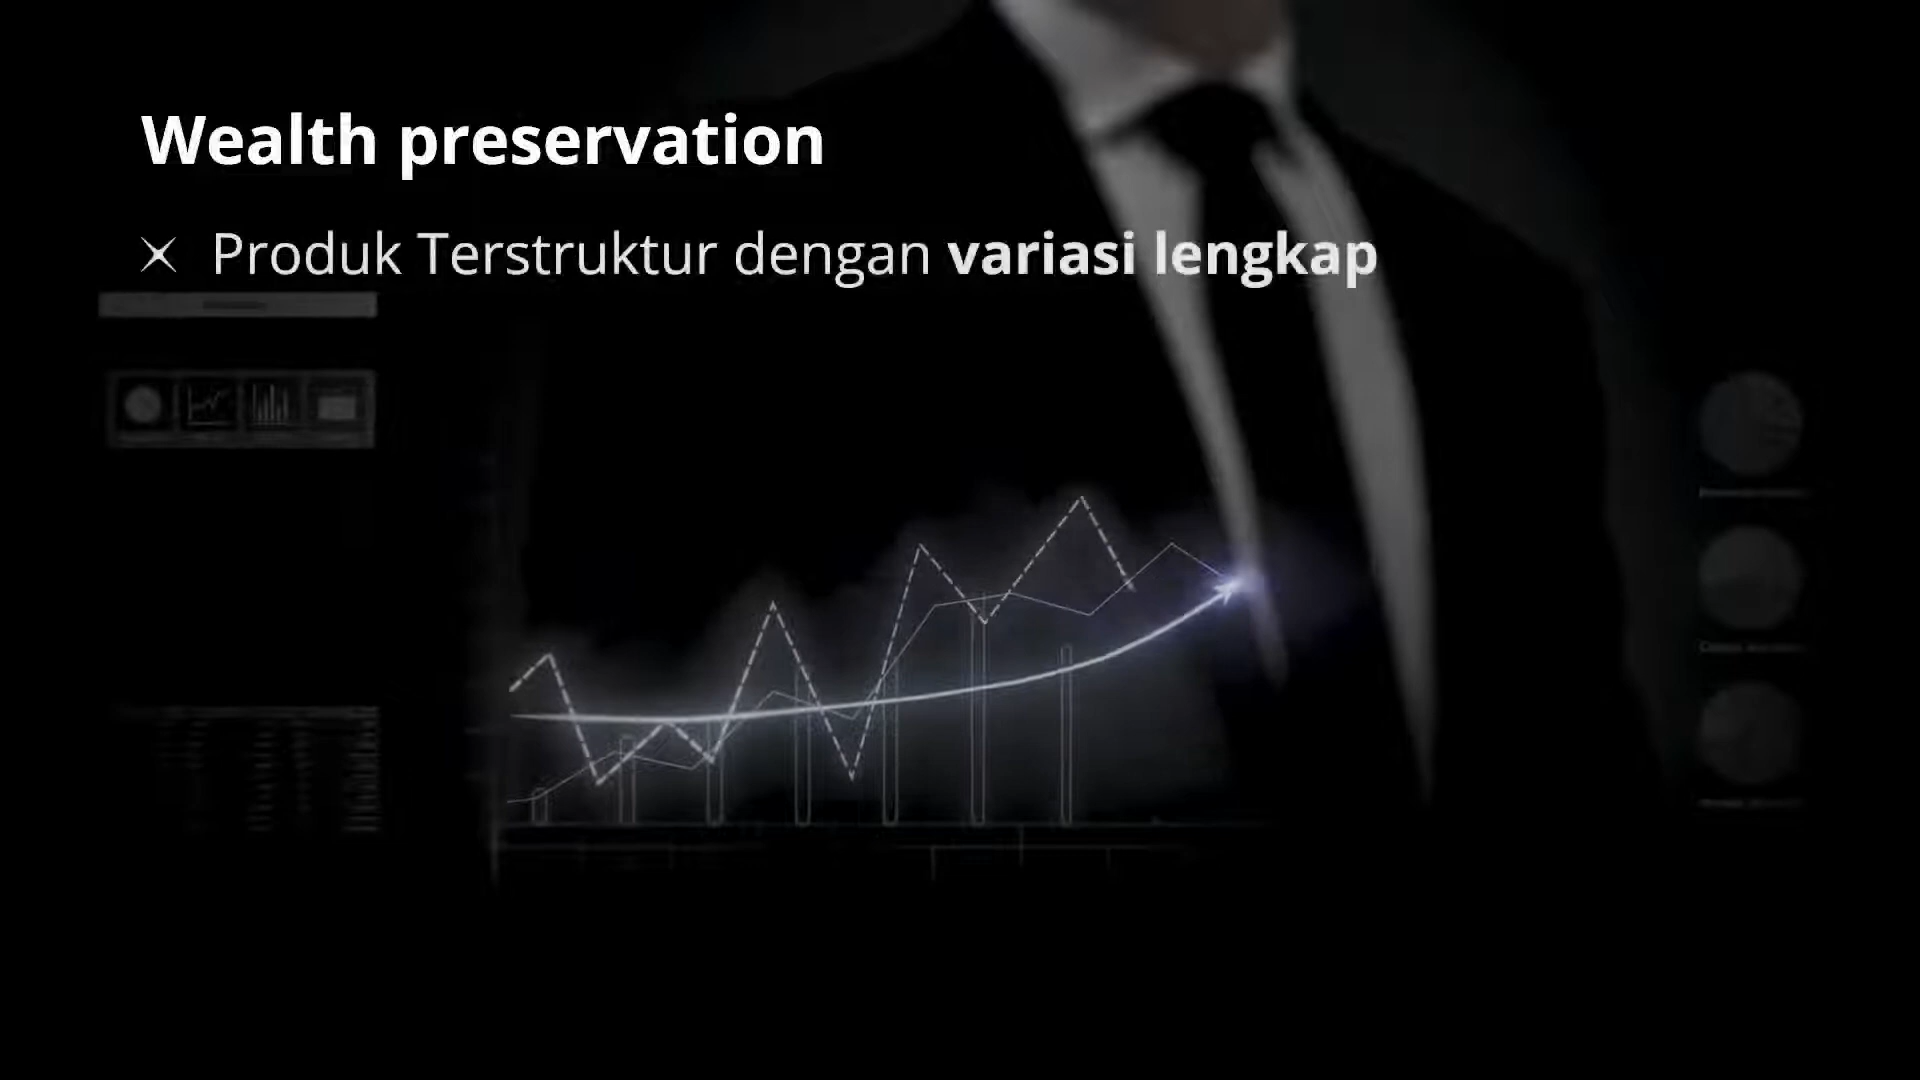 Wealth preservation
Produk Terstruktur dengan variasi lengkap